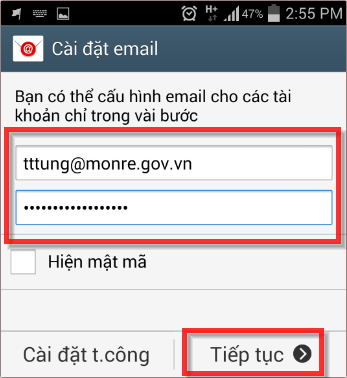 H+ 47% 2:55 PM
Cài đặt email
Bạn có thể cấu hình email cho các tài
khoản chỉ trong vài bước
tttung@monre.gov.vn
••••••••••••••••••
Hiện mật mã
Cài đặt t.công
Tiếp tục